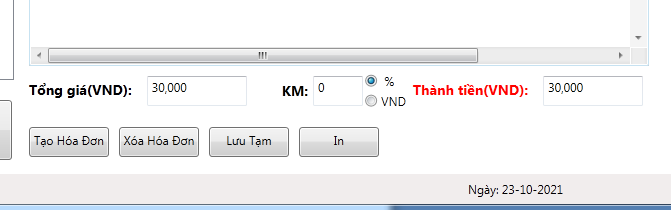 Tổng giá(VND): 30,000 KM: 0 % Thành tiền(VND): 30,000
VND
Tạo Hóa Đơn Xóa Hóa Đơn Lưu Tạm In
Ngày: 23-10-2021